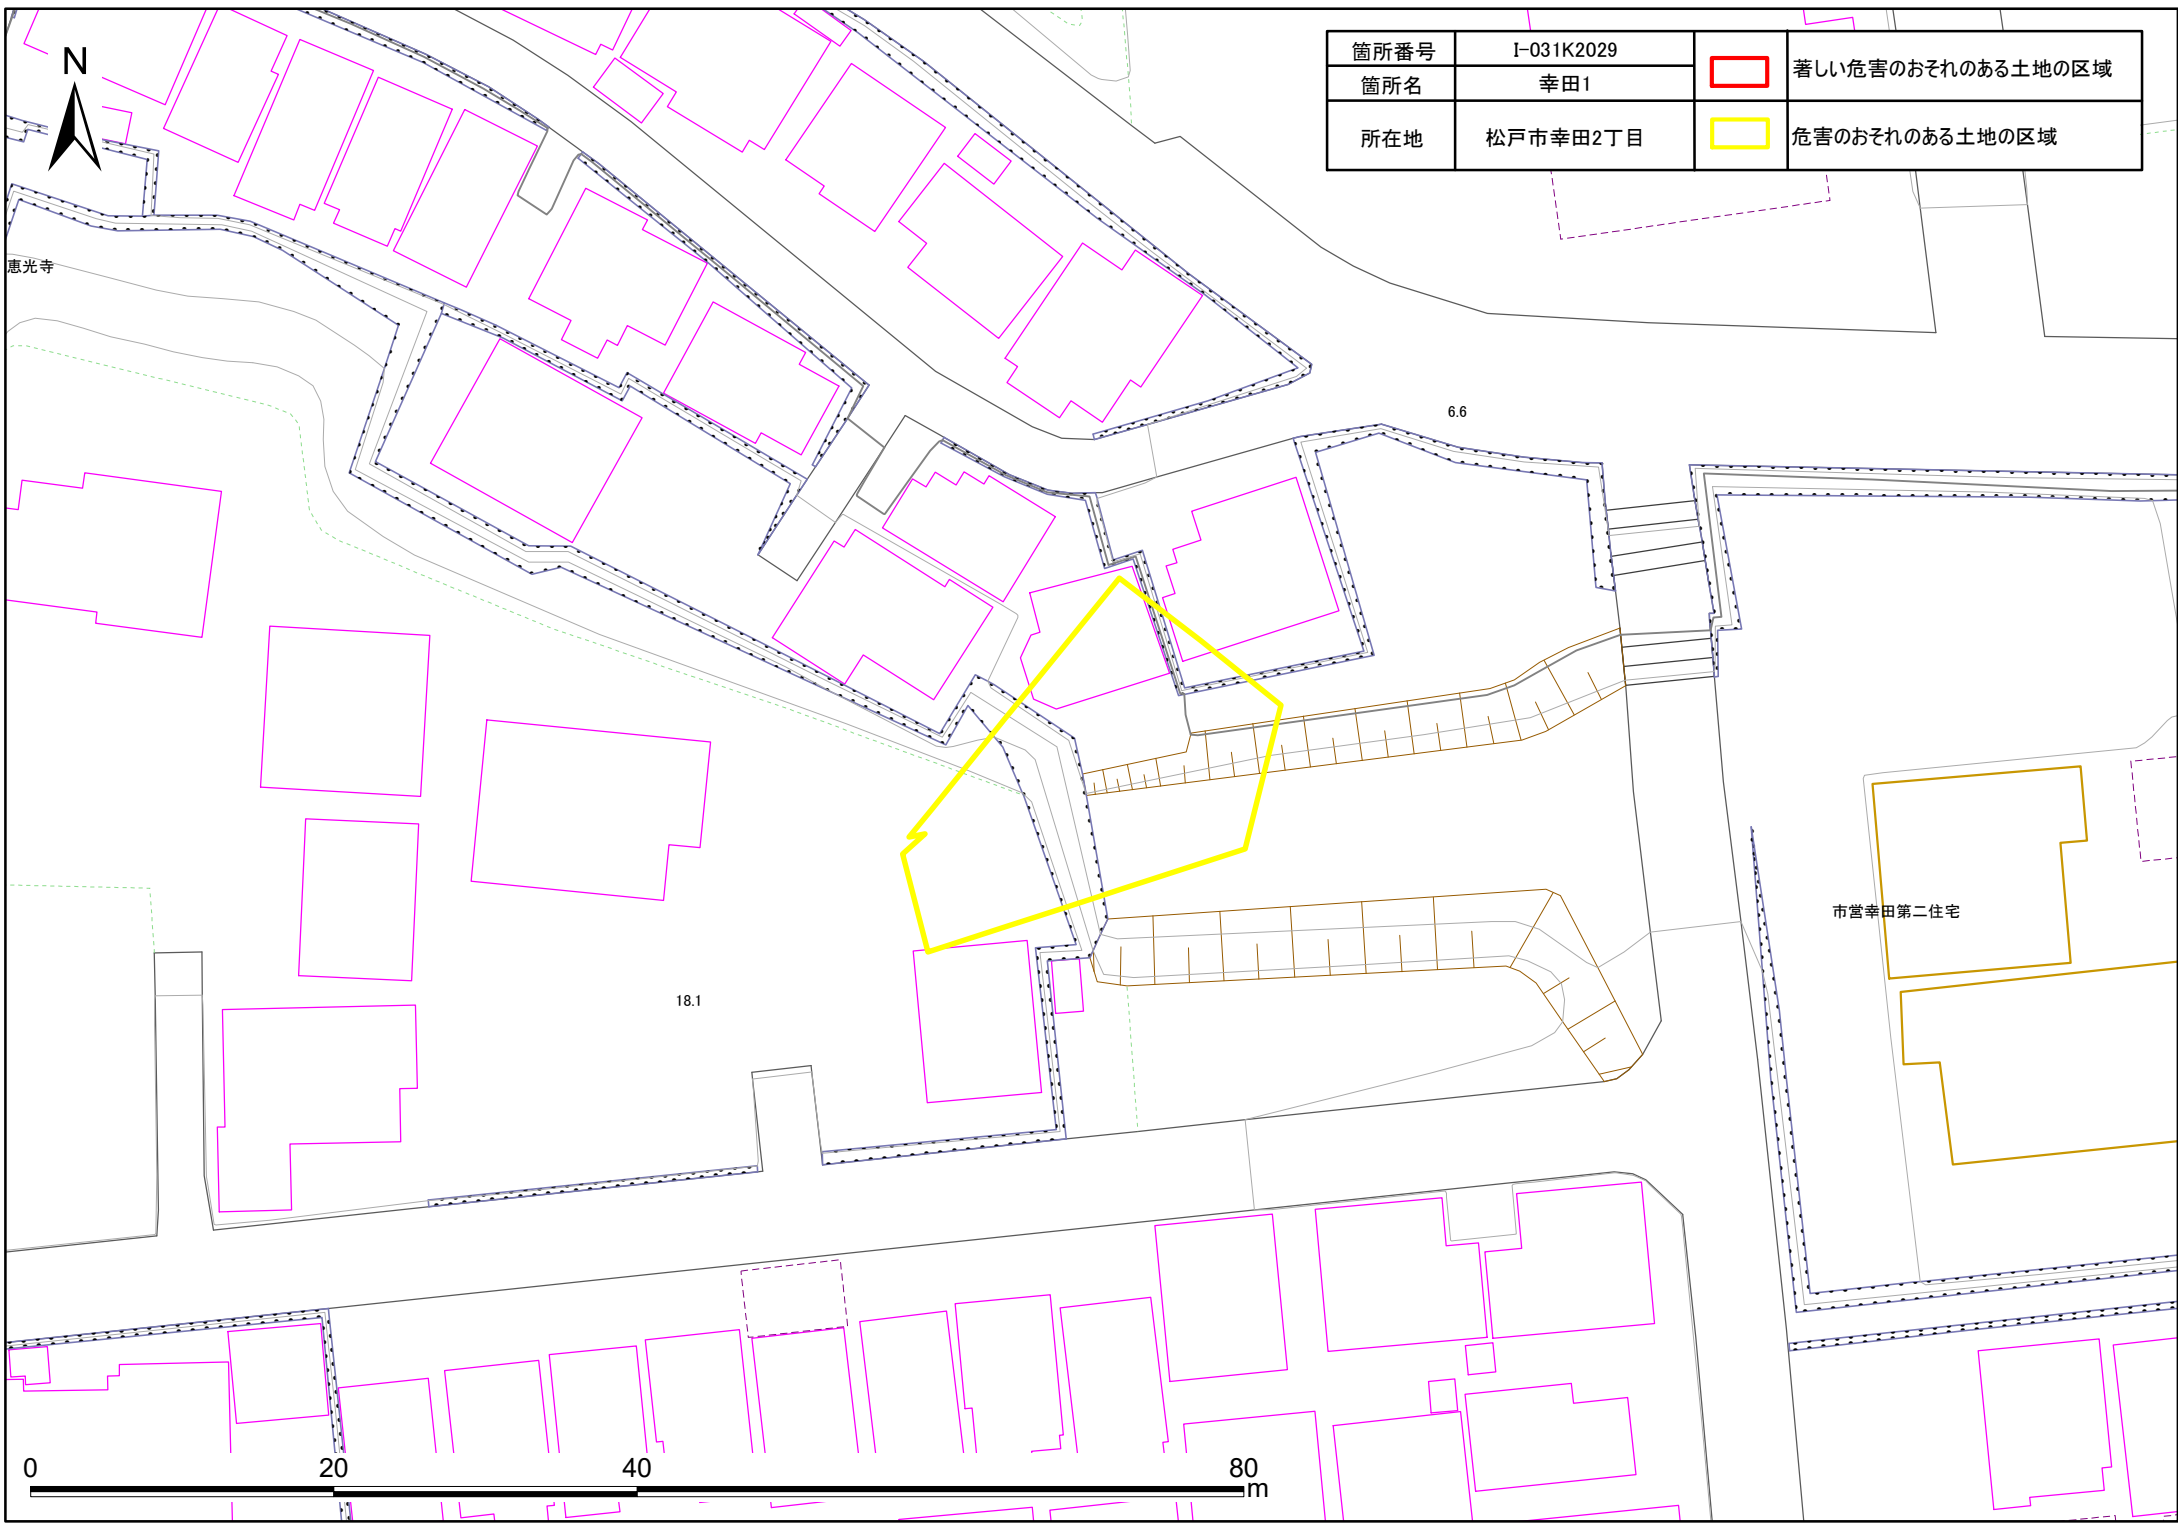 N
箇所番号 I-031K2029
箇所名 幸田1
所在地 松戸市幸田2丁目
著しい危害のおそれのある土地の区域
危害のおそれのある土地の区域
恵光寺
6.6
市営幸田第二住宅
18.1
0 20 40 80
m